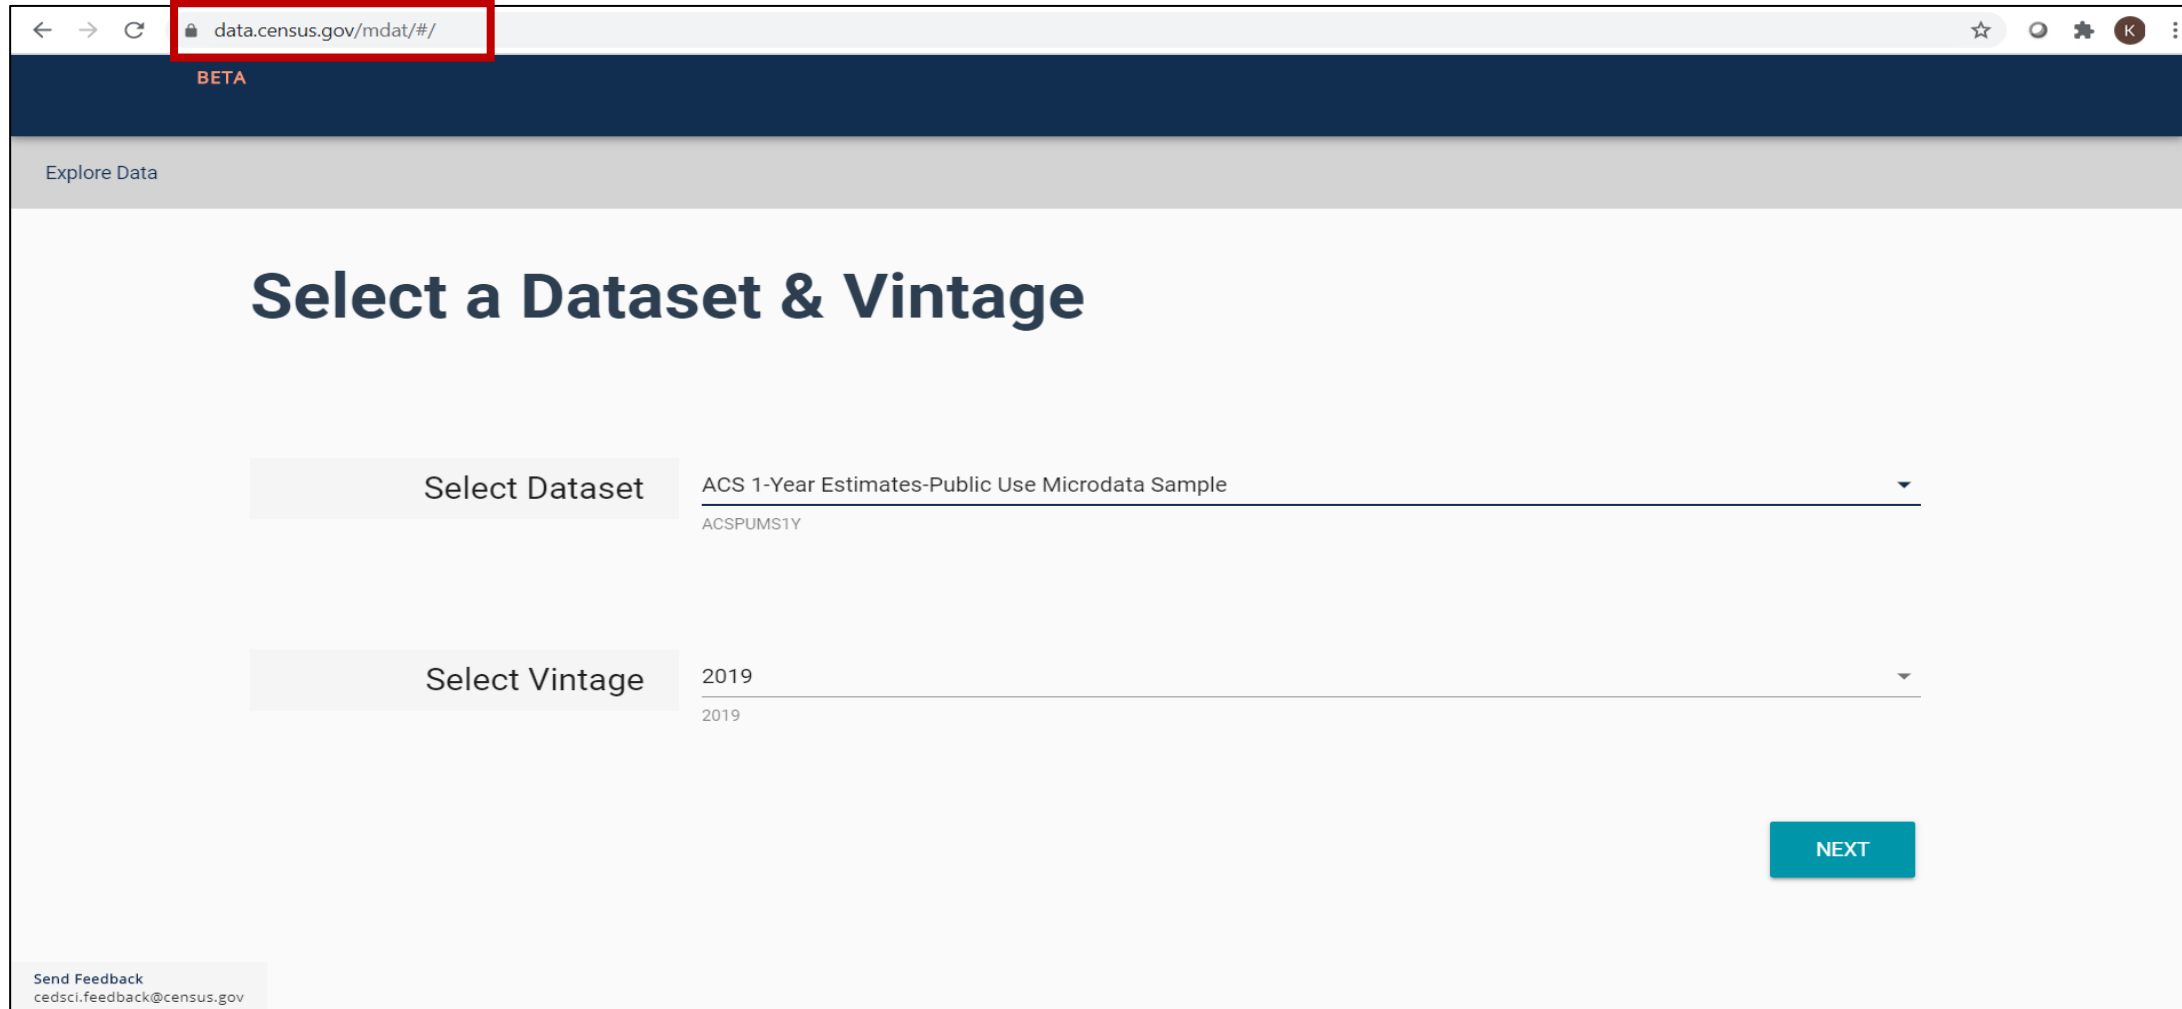 data.census.gov/mdat/#/
K
BETA
Explore Data
Select a Dataset & Vintage
Select Dataset
ACS 1-Year Estimates-Public Use Microdata Sample
ACSPUMS1Y
Select Vintage
2019
2019
NEXT
Send Feedback
cedsci.feedback@census.gov